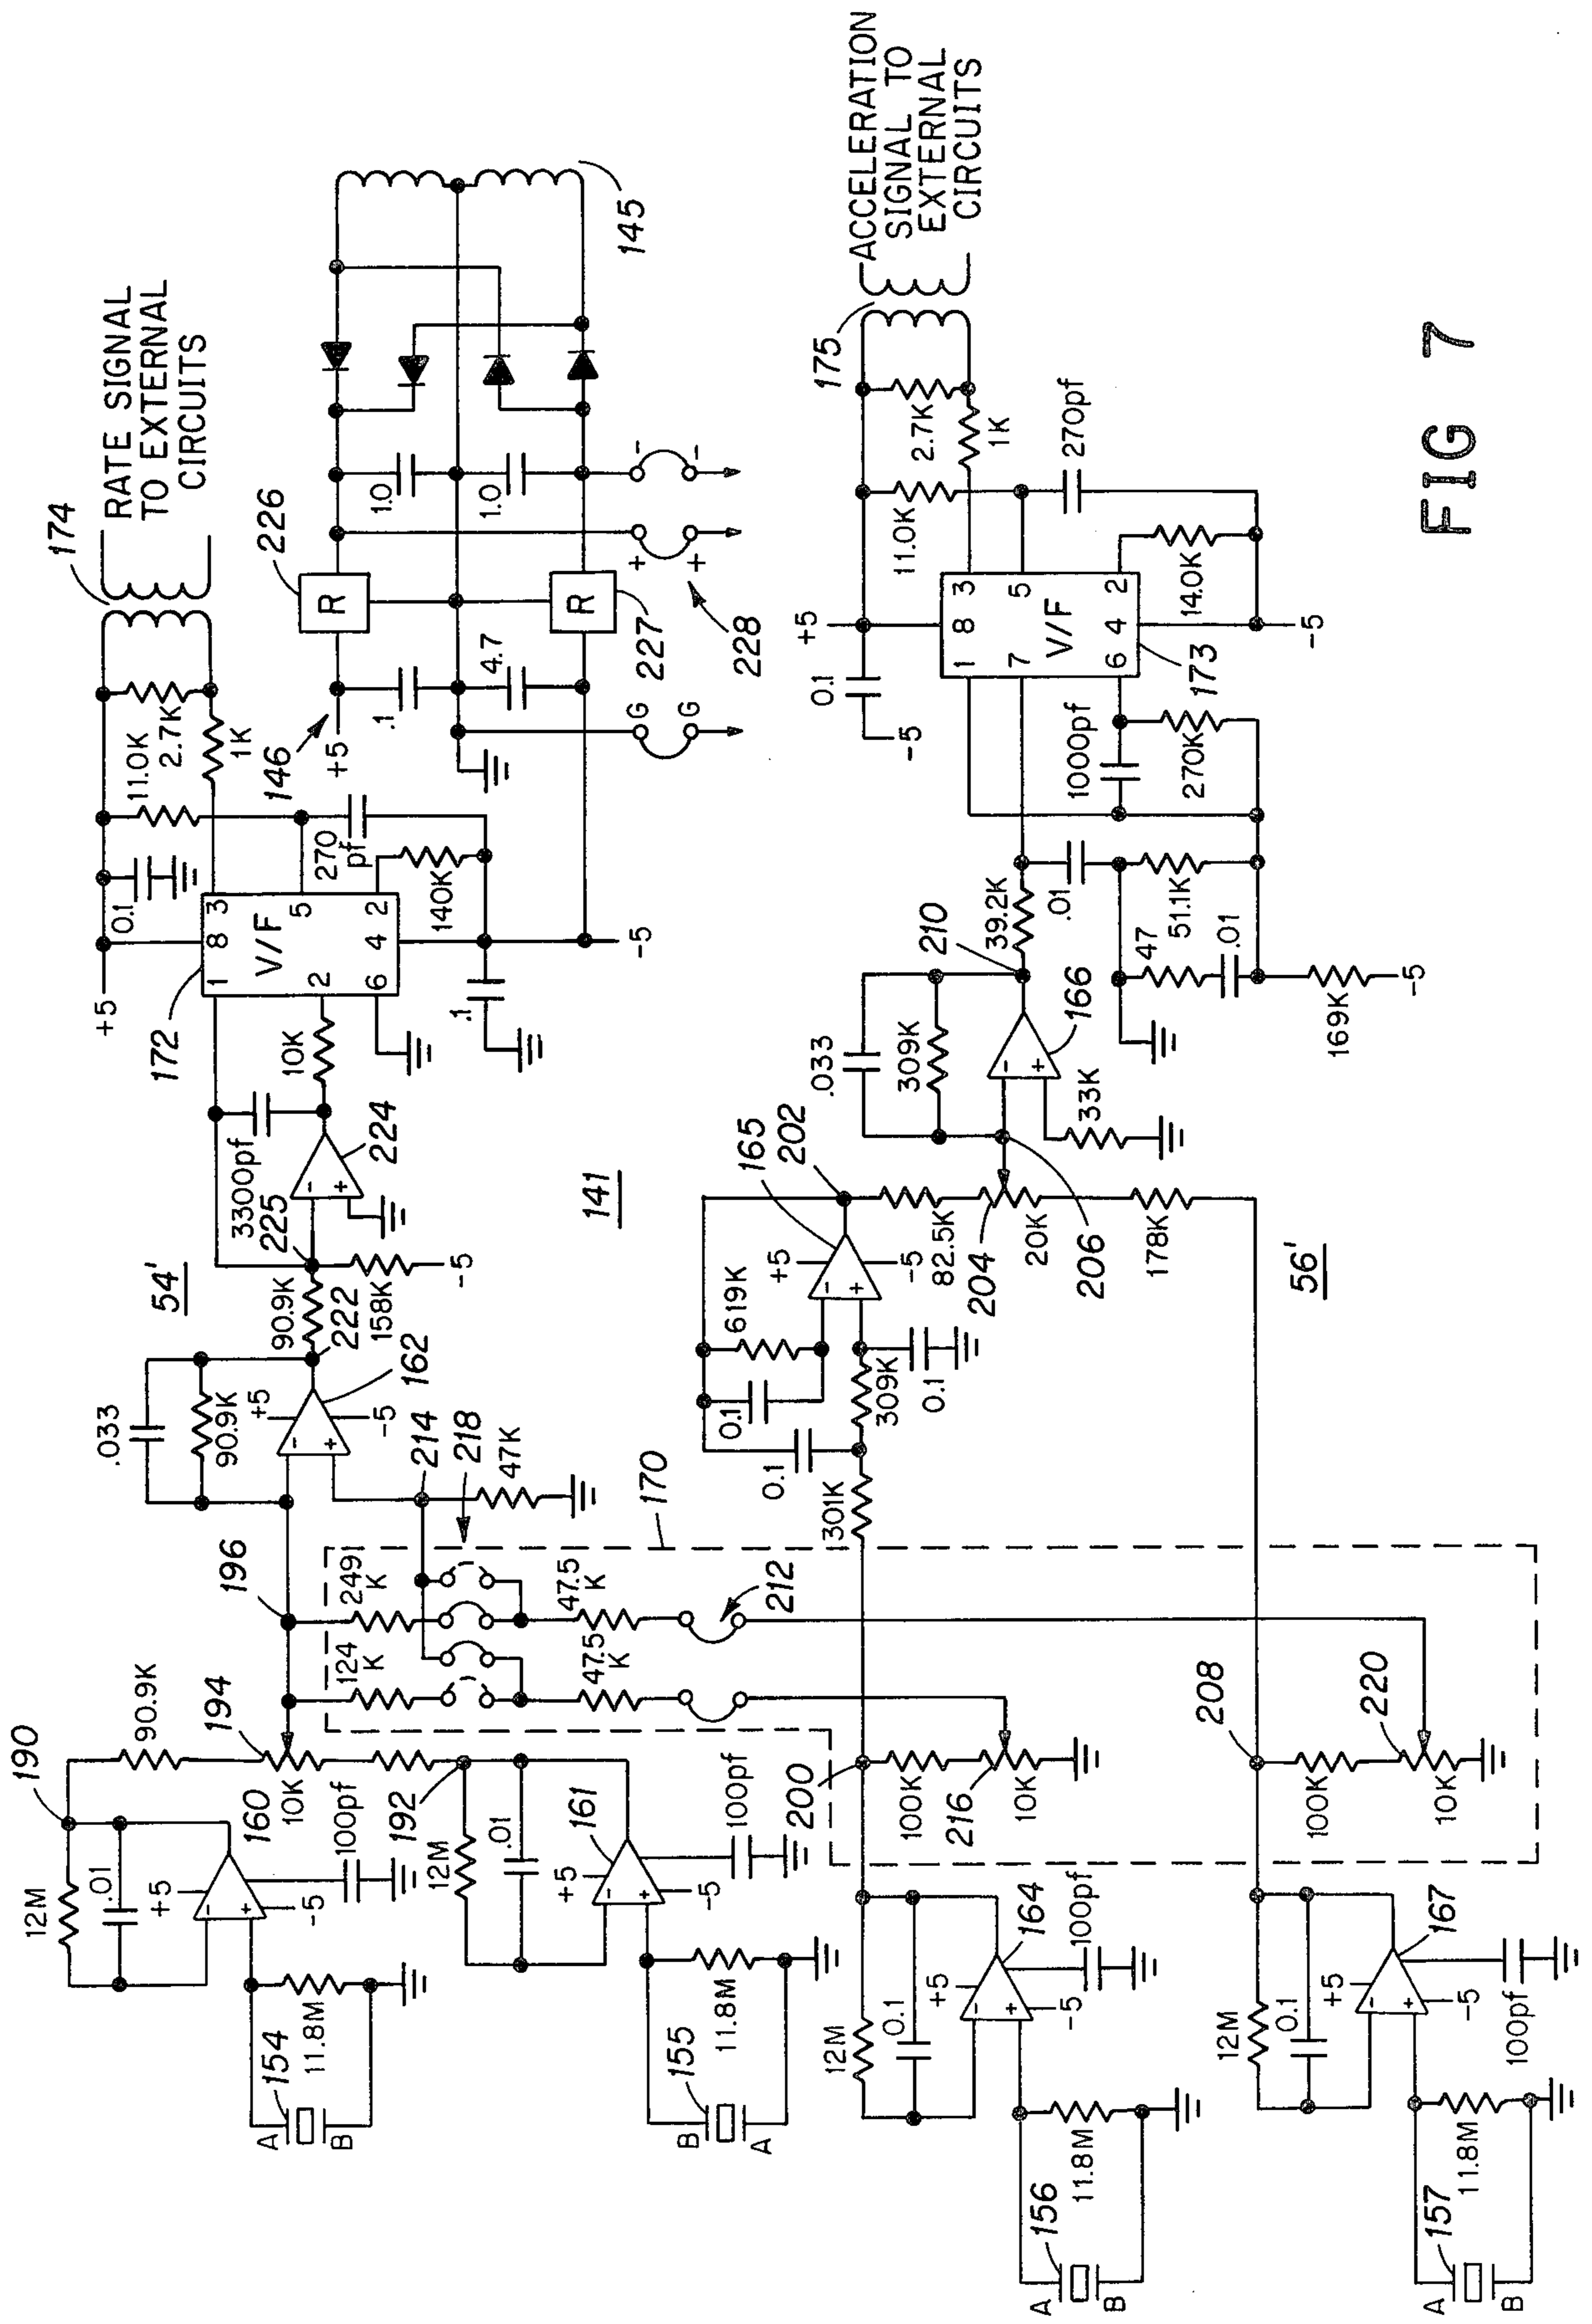 190
12M
.01
+5
-
+
-5
160
100pf
90.9K
194
10K
A
154
B
11.8M
192
12M
.01
161
+5
-
+
-5
100pf
B
155
A
11.8M
196
.033
90.9K
+5
-
+
-5
162
214
218
47K
124
K
249
K
47.5
K
47.5
K
212
170
54'
90.9K
222
158K
-5
225
3300pf
-
+
224
10K
172
+5
0.1
1
8
3
V/F
2
5
6
4
2
.1
140K
-5
270
pf
11.0K
2.7K
1K
174
RATE SIGNAL
TO EXTERNAL
CIRCUITS
146
+5
.1
4.7
226
R
R
227
1.0
1.0
G
G
+
+
-
-
228
145
141
200
100K
216
10K
12M
0.1
164
+5
-
+
-5
100pf
A
156
B
11.8M
208
100K
220
10K
12M
0.1
167
+5
-
+
-5
100pf
A
157
B
11.8M
301K
0.1
0.1
619K
309K
0.1
165
+5
-
+
-5
202
82.5K
204
20K
206
178K
56'
.033
309K
-
+
166
33K
210
39.2K
.01
47
51.1K
.01
169K
-5
1000pf
270K
173
0.1
-5
+5
1
8
3
7
V/F
5
6
4
2
14.0K
-5
11.0K
2.7K
1K
270pf
175
ACCELERATION
SIGNAL TO
EXTERNAL
CIRCUITS
FIG 7